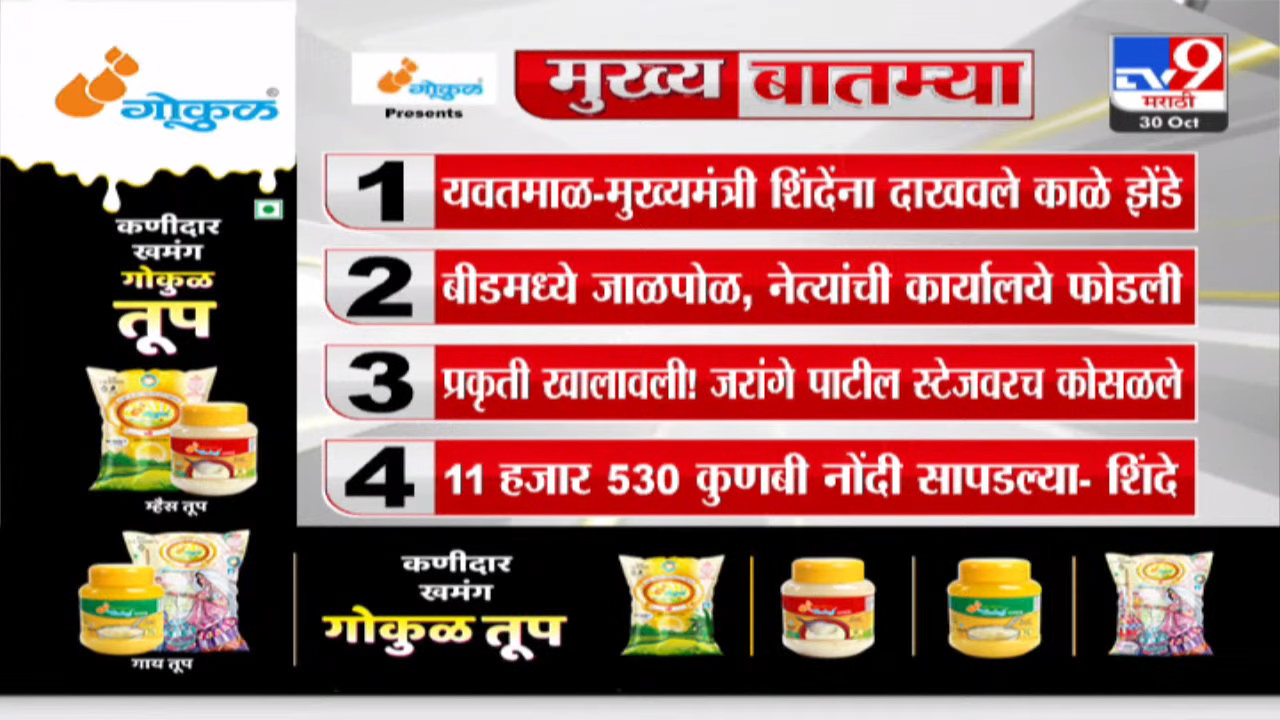 गोकुळ
गोकुळ
Presents
मुख्य बातम्या
TV9
मराठी
30 Oct
1 यवतमाळ-मुख्यमंत्री शिंदेंना दाखवले काळे झेंडे
2 बीडमध्ये जाळपोळ, नेत्यांची कार्यालये फोडली
3 प्रकृती खालावली! जरांगे पाटील स्टेजवरच कोसळले
4 11 हजार 530 कुणबी नोंदी सापडल्या- शिंदे
कणीदार
खमंग
गोकुळ
तूप
म्हैस तूप
गाय तूप
कणीदार
खमंग
गोकुळ तूप